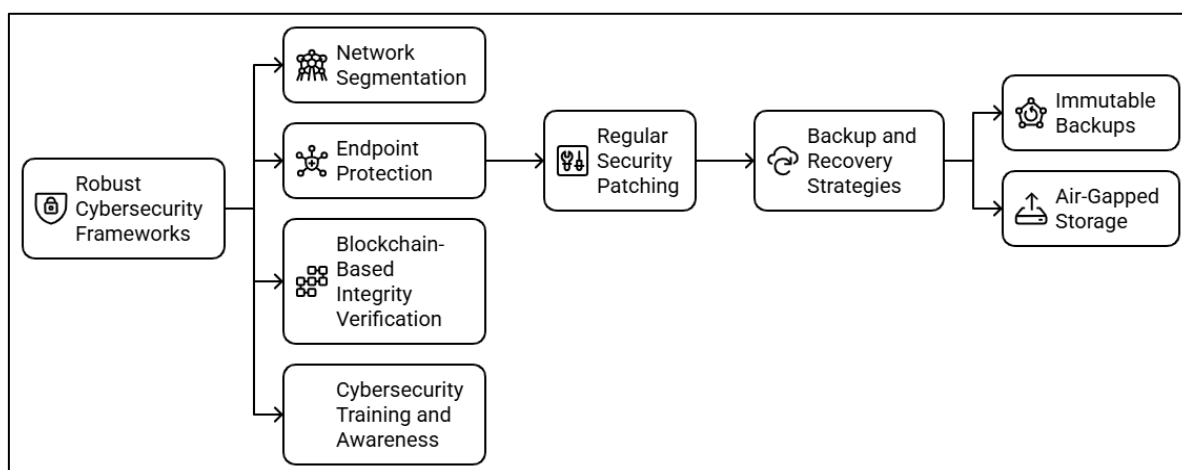 Robust
Cybersecurity
Frameworks
Network
Segmentation
Endpoint
Protection
Blockchain-
Based
Integrity
Verification
Cybersecurity
Training and
Awareness
Regular
Security
Patching
Backup and
Recovery
Strategies
Immutable
Backups
Air-Gapped
Storage